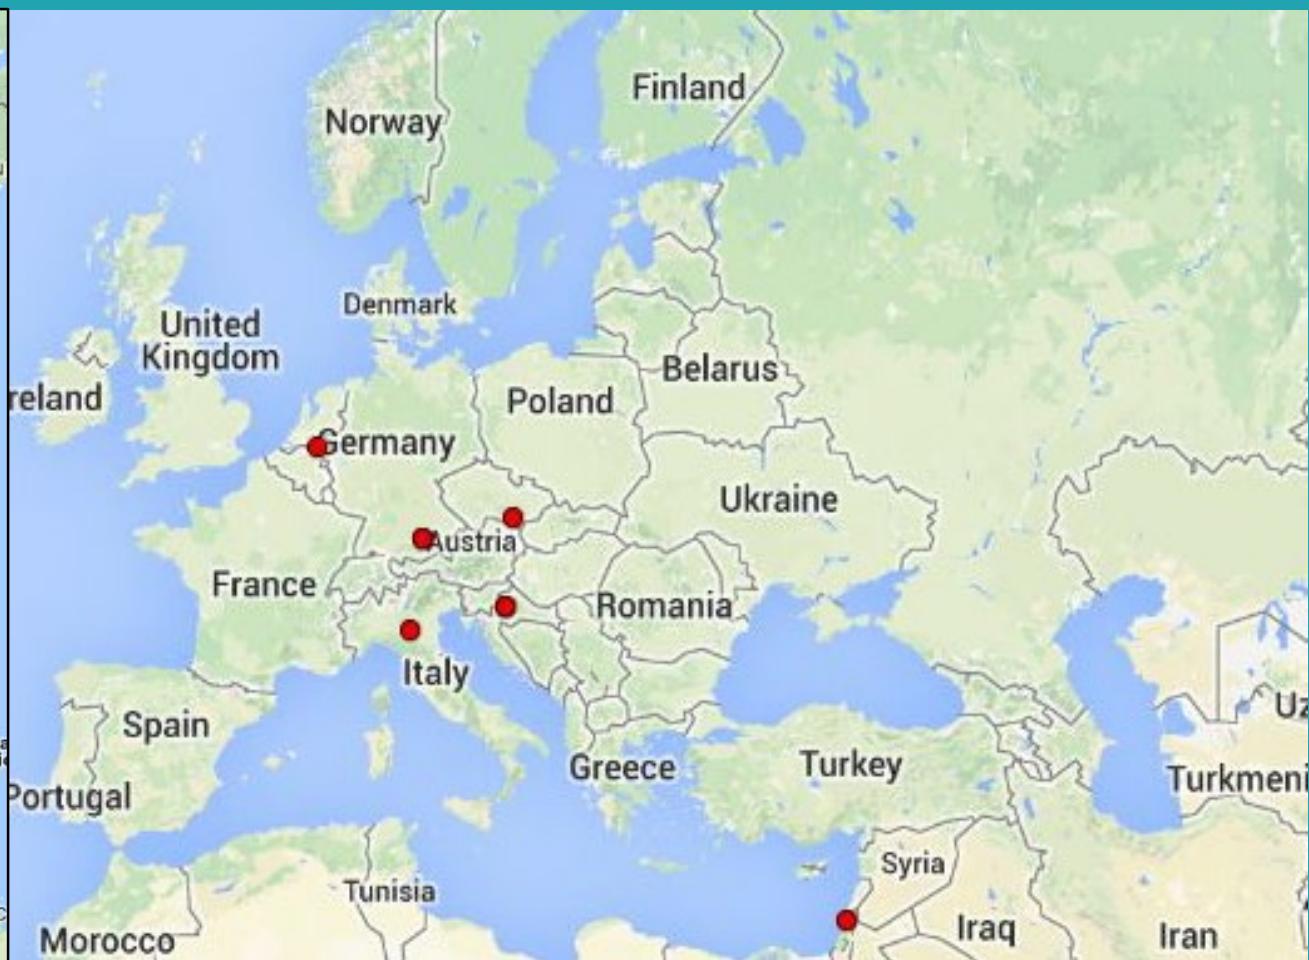 Finland
Norway
Denmark
United
Kingdom
reland
Belarus
Poland
Germany
Ukraine
Austria
France
Romania
Italy
Spain
Uz
Greece
Turkey
Turkmeni
Portugal
Syria
Tunisia
Iraq
Iran
Morocco